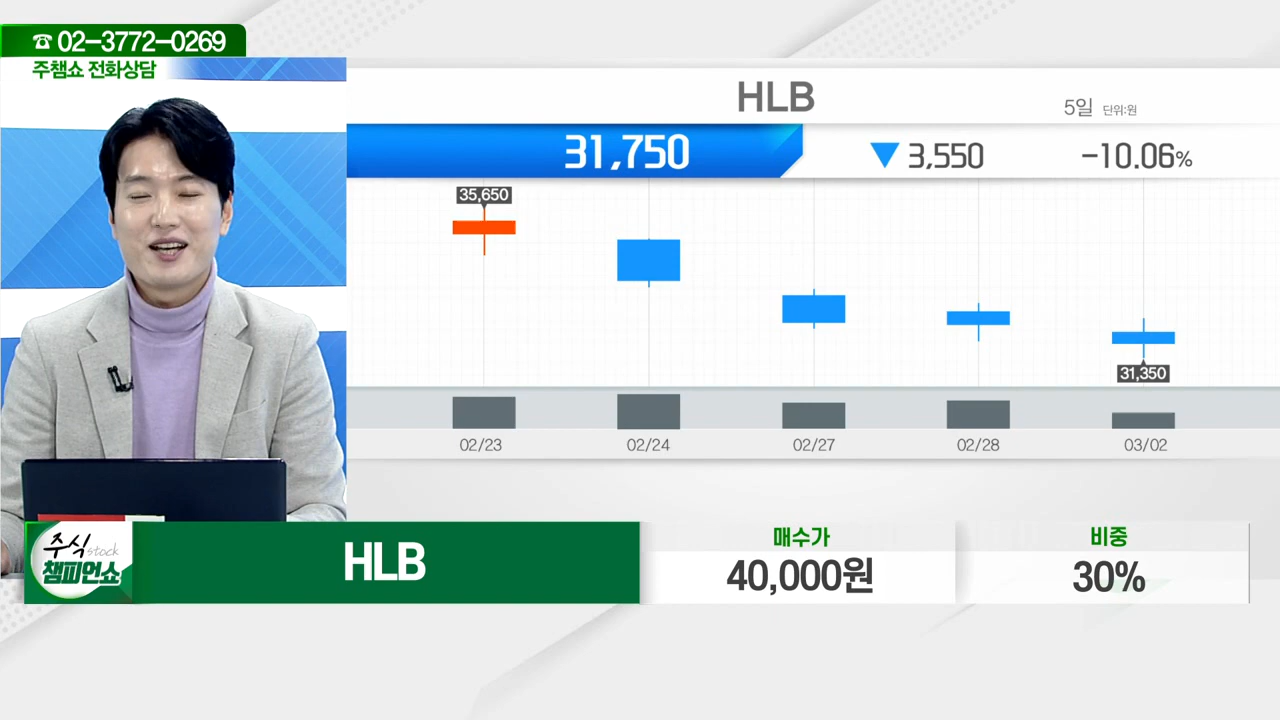 ☎ 02-3772-0269
주챔쇼 전화상담
HLB
5일 단위:원
31,750
▼ 3,550
-10.06%
35,650
31,350
02/23
02/24
02/27
02/28
03/02
주식 stock
챔피언쇼
HLB
매수가
40,000원
비중
30%